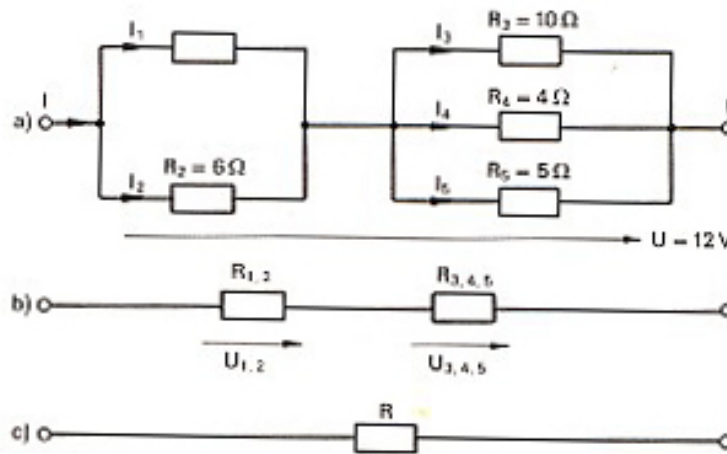 I₁ I₃ R₃ = 10 Ω
a) I I₄ R₄ = 4 Ω
I₂ R₂ = 6 Ω I₅ R₅ = 5 Ω
U = 12 V
b) R₁,₂ R₃,₄,₅
U₁,₂ U₃,₄,₅
c) R